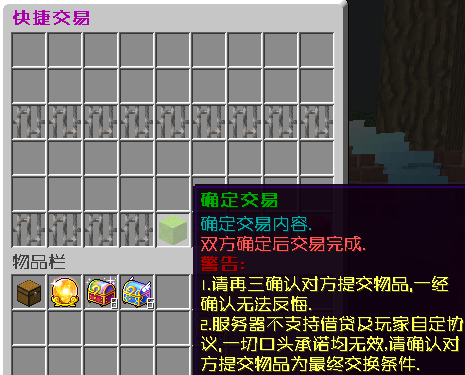 快捷交易
确定交易
确定交易内容.
双方确定后交易完成.
警告:
1.请再三确认对方提交物品,一经
确认无法反悔.
2.服务器不支持借贷及玩家自定协
议,一切口头承诺均无效,请确认对
方提交物品为最终交换条件.
物品栏
8
8